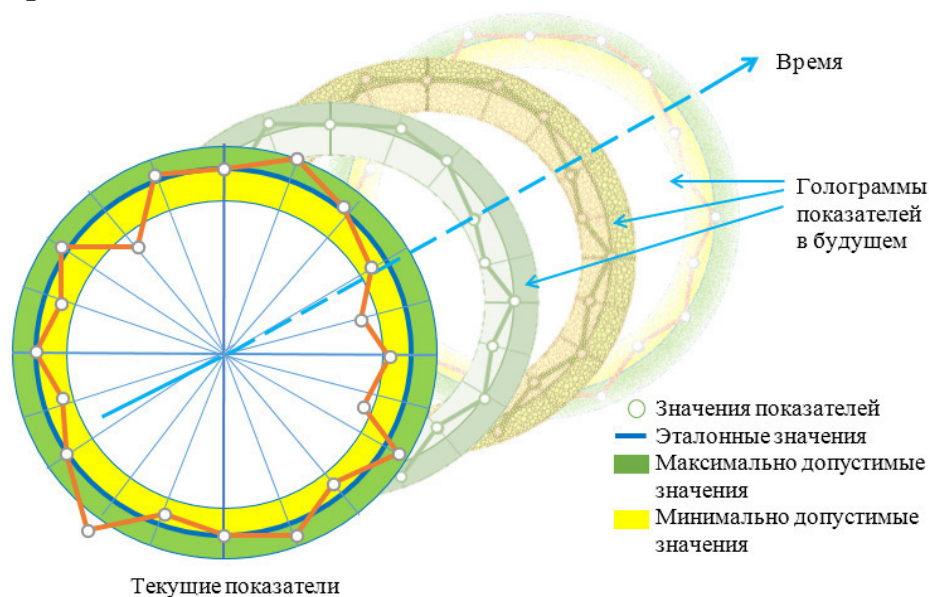 Время
Голограммы
показателей
в будущем
Значения показателей
Эталонные значения
Максимально допустимые
значения
Минимально допустимые
значения
Текущие показатели